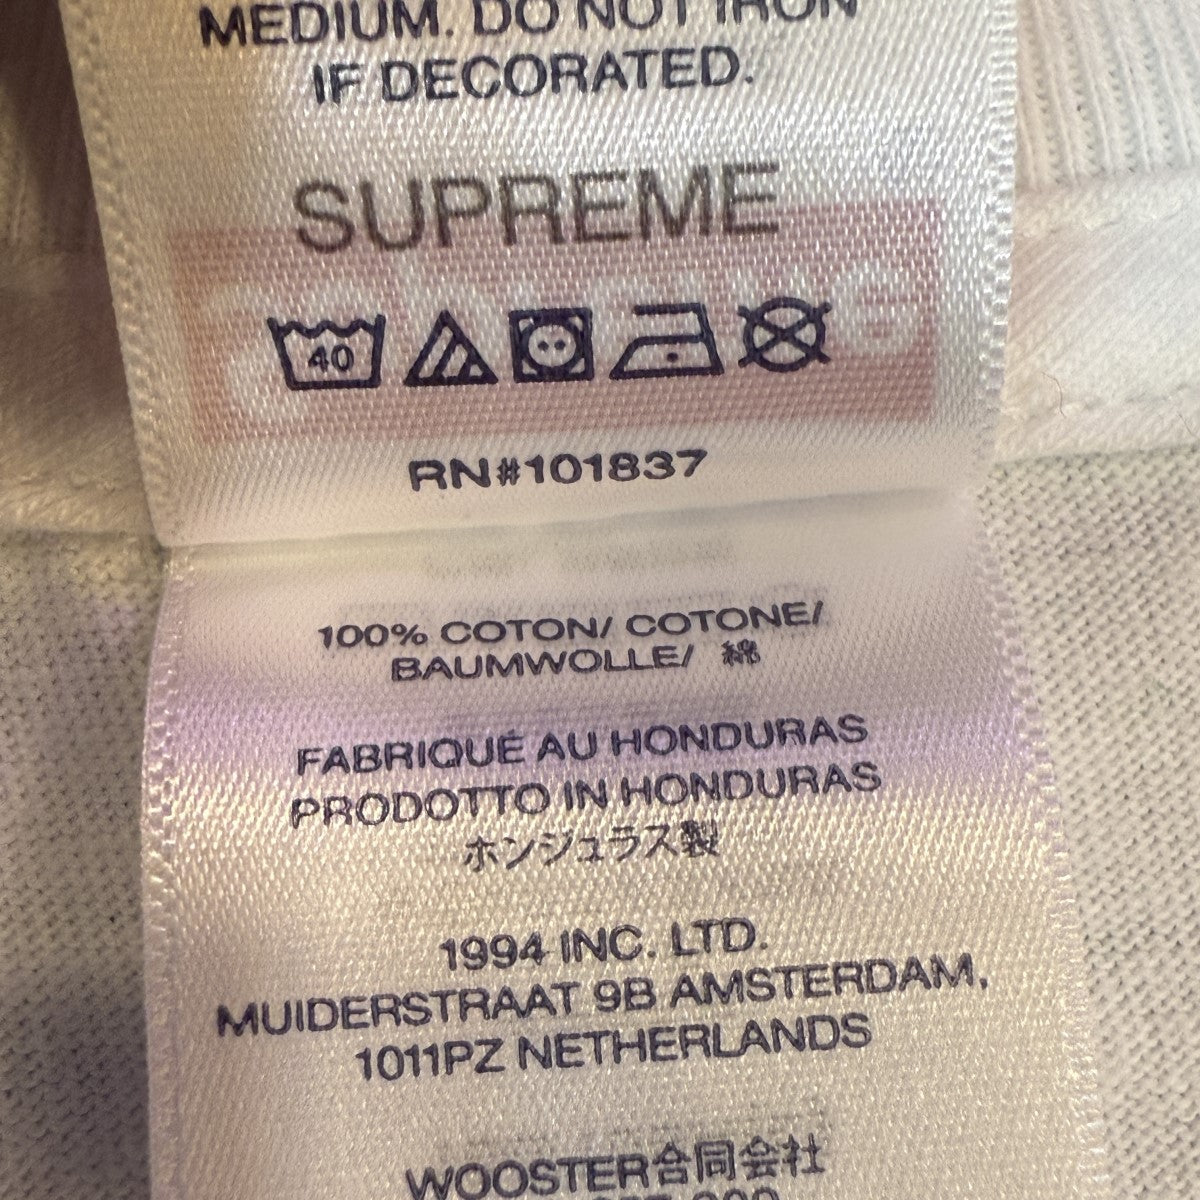 MEDIUM. DO NOT IRON
IF DECORATED.
SUPREME
40
RN#101837
100% COTON/ COTONE/
BAUMWOLLE/ 綿
FABRIQUÉ AU HONDURAS
PRODOTTO IN HONDURAS
ホンジュラス製
1994 INC. LTD.
MUIDERSTRAAT 9B AMSTERDAM,
1011PZ NETHERLANDS
WOOSTER合同会社